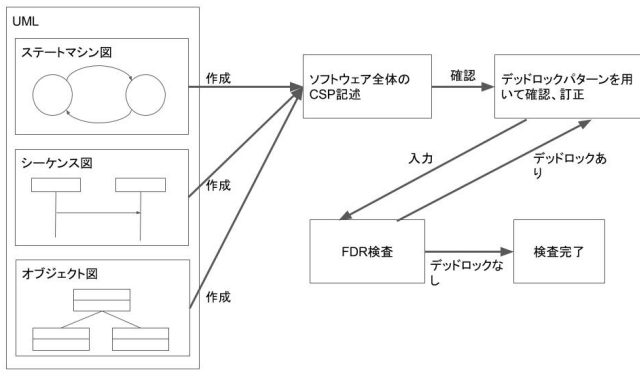 UML
ステートマシン図
作成
ソフトウェア全体の
CSP記述
確認
デッドロックパターンを用
いて確認、訂正
シーケンス図
作成
入力
デッドロックあ
り
オブジェクト図
作成
FDR検査
デッドロックな
し
検査完了